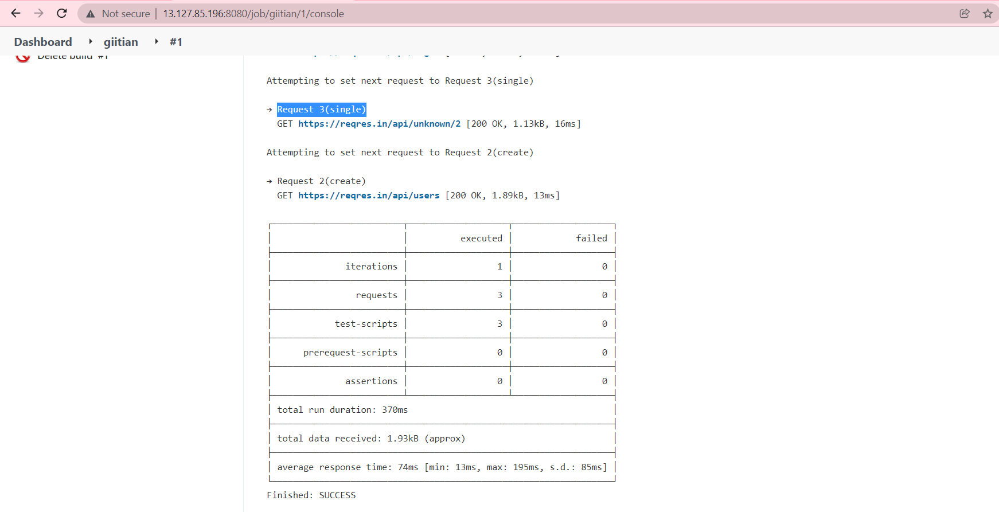 Not secure | 13.127.85.196:8080/job/giitian/1/console
Dashboard giitian #1
Delete build '#1'
Attempting to set next request to Request 3(single)
→ Request 3(single)
GET https://reqres.in/api/unknown/2 [200 OK, 1.13kB, 16ms]
Attempting to set next request to Request 2(create)
→ Request 2(create)
GET https://reqres.in/api/users [200 OK, 1.89kB, 13ms]
executed failed
iterations 1 0
requests 3 0
test-scripts 3 0
prerequest-scripts 0 0
assertions 0 0
total run duration: 370ms
total data received: 1.93kB (approx)
average response time: 74ms [min: 13ms, max: 195ms, s.d.: 85ms]
Finished: SUCCESS